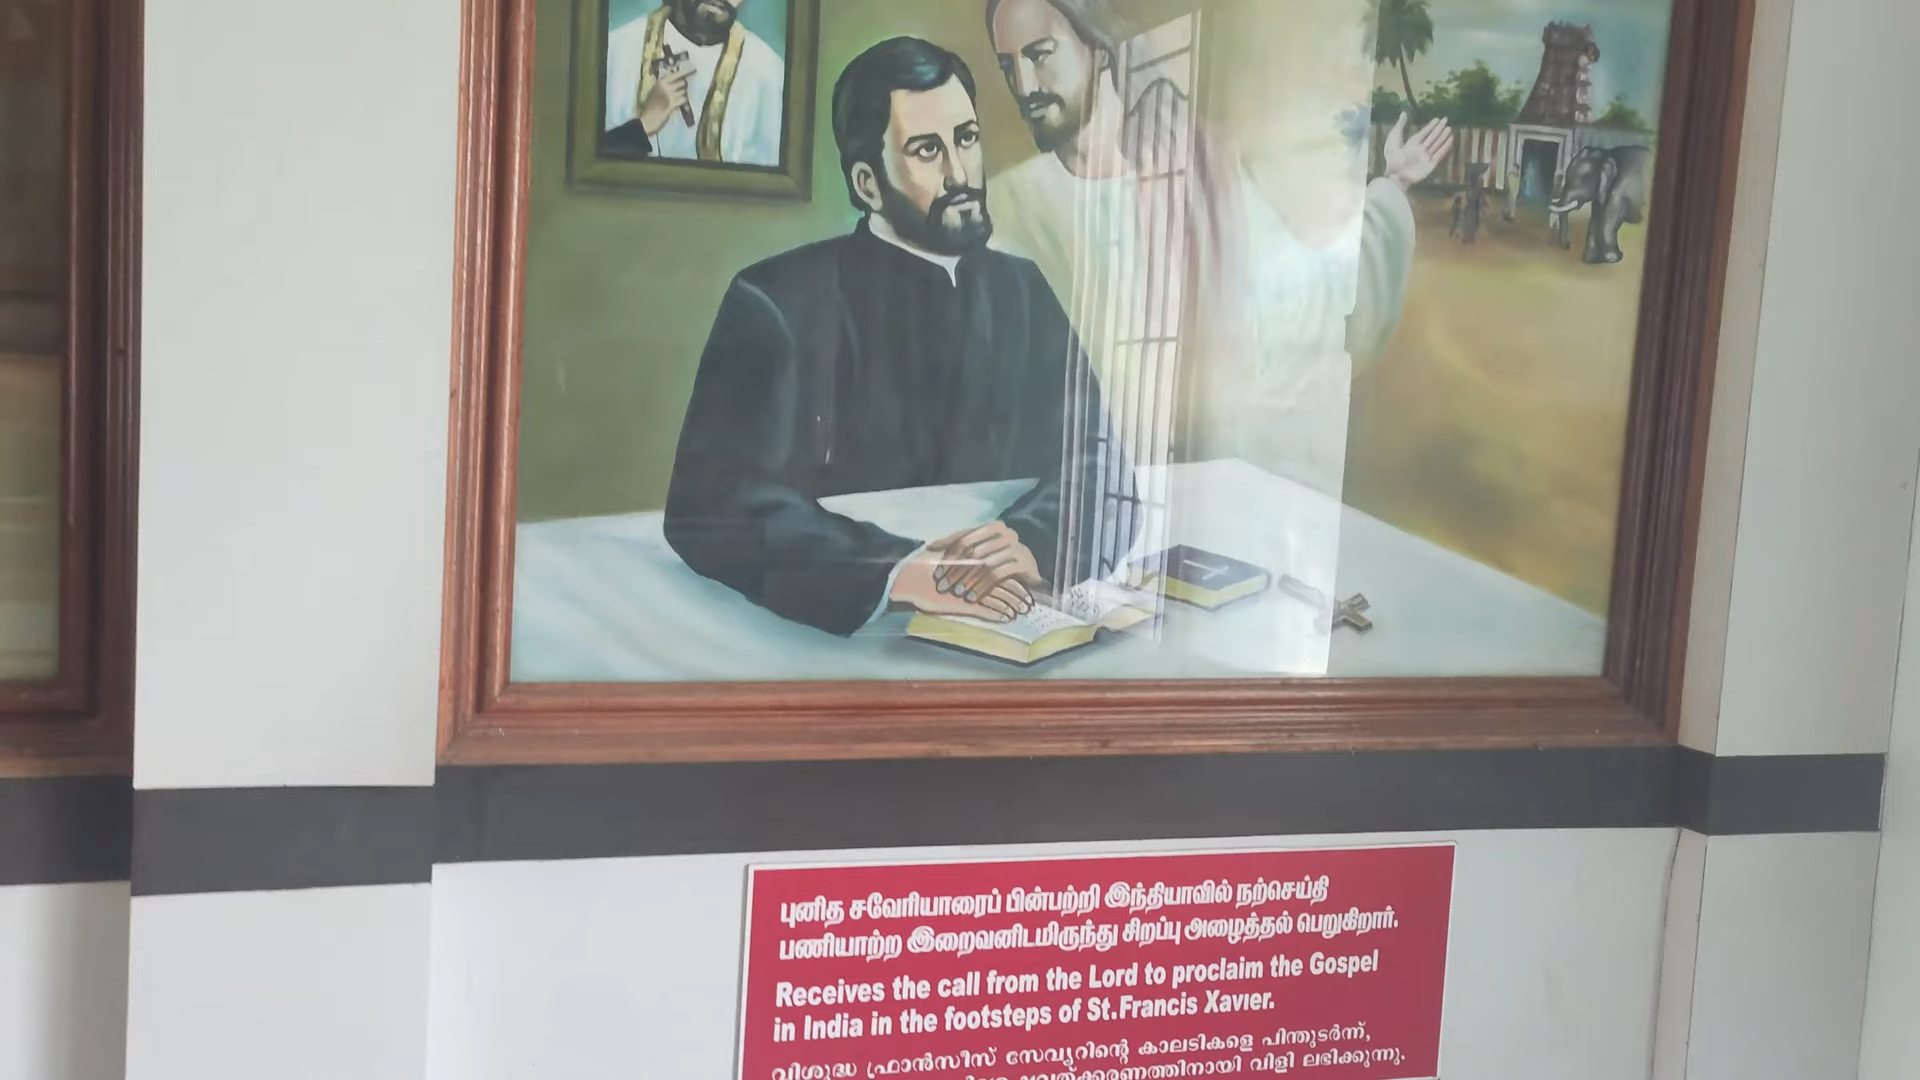 புனித சவேரியாரைப் பின்பற்றி இந்தியாவில் நற்செய்தி
பணியாற்ற இறைவனிடமிருந்து சிறப்பு அழைத்தல் பெறுகிறார்.
Receives the call from the Lord to proclaim the Gospel
in India in the footsteps of St.Francis Xavier.
വിശുദ്ധ ഫ്രാൻസീസ് സേവ്യറിന്റെ കാലടികളെ പിന്തുടർന്ന്,
വിളി ലഭിക്കുന്നു.